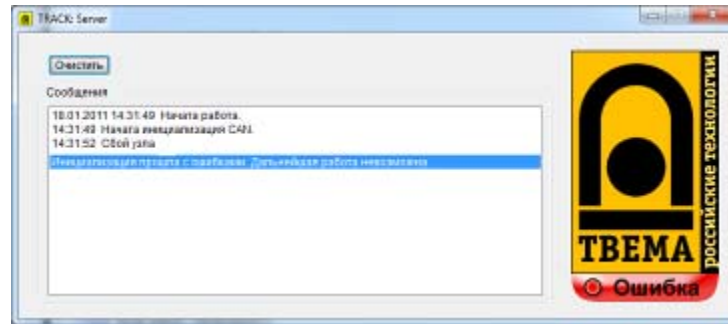 TRACK: Server
Очистить
Сообщения
18.01.2011 14:31:49 Начата работа.
14:31:49 Начата инициализация CAN.
14:31:52 Сбой узла
Инициализация прошла с ошибками. Дальнейшая работа невозможна
ТВЕМА
российские технологии
Ошибка